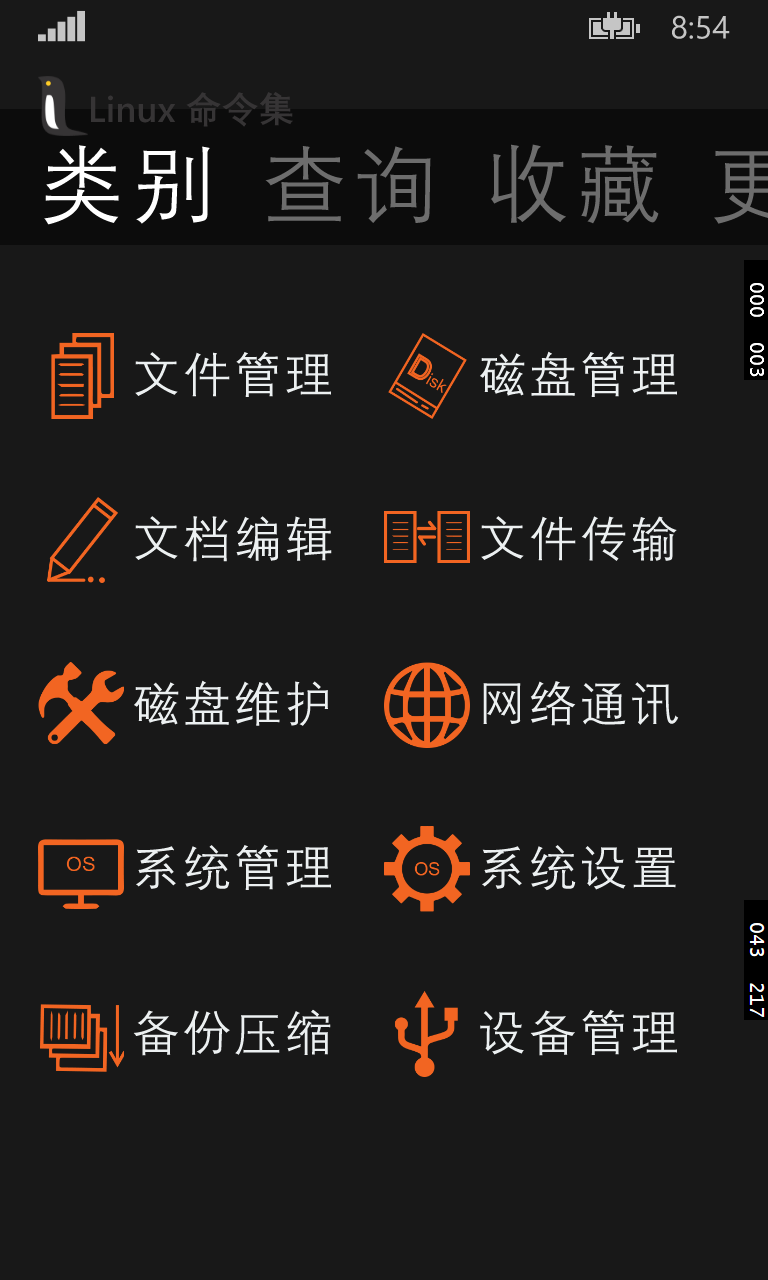 8:54
Linux 命令集
类别 查询 收藏 更
000 003
文件管理 Disk 磁盘管理
文档编辑 文件传输
磁盘维护 网络通讯
OS 系统管理 OS 系统设置
043 217
备份压缩 设备管理